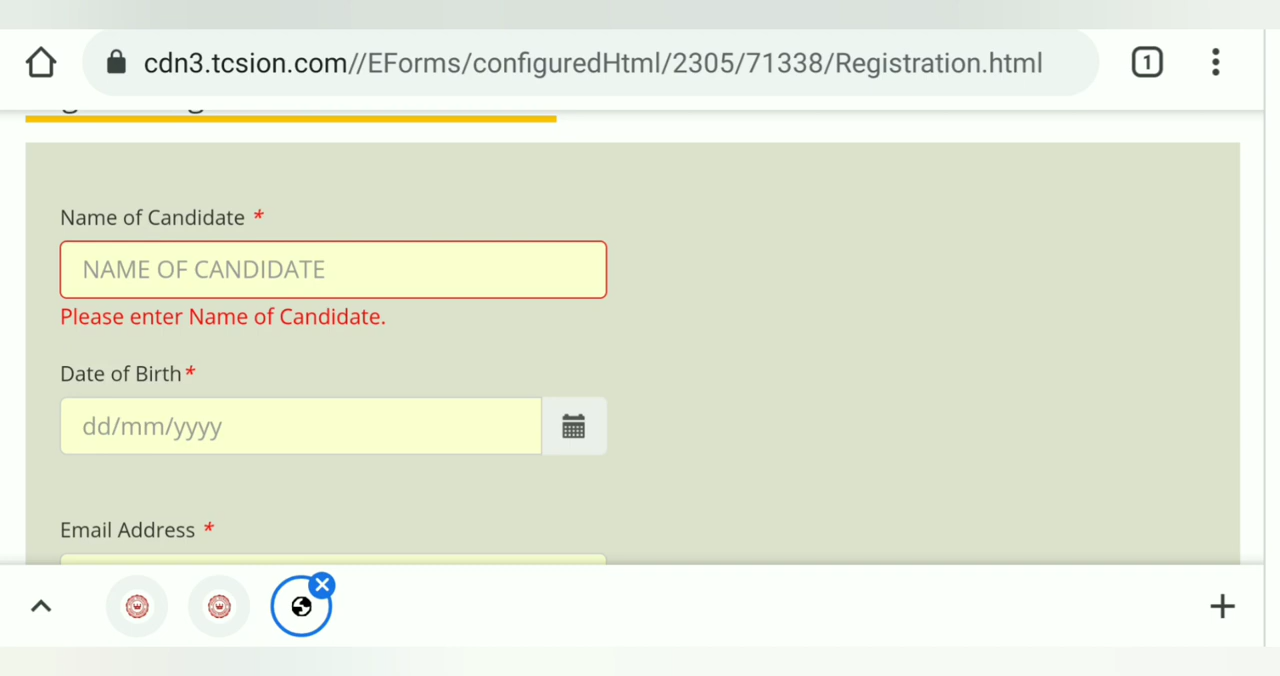 cdn3.tcsion.com//EForms/configuredHtml/2305/71338/Registration.html
1
Name of Candidate *
NAME OF CANDIDATE
Please enter Name of Candidate.
Date of Birth*
dd/mm/yyyy
Email Address *